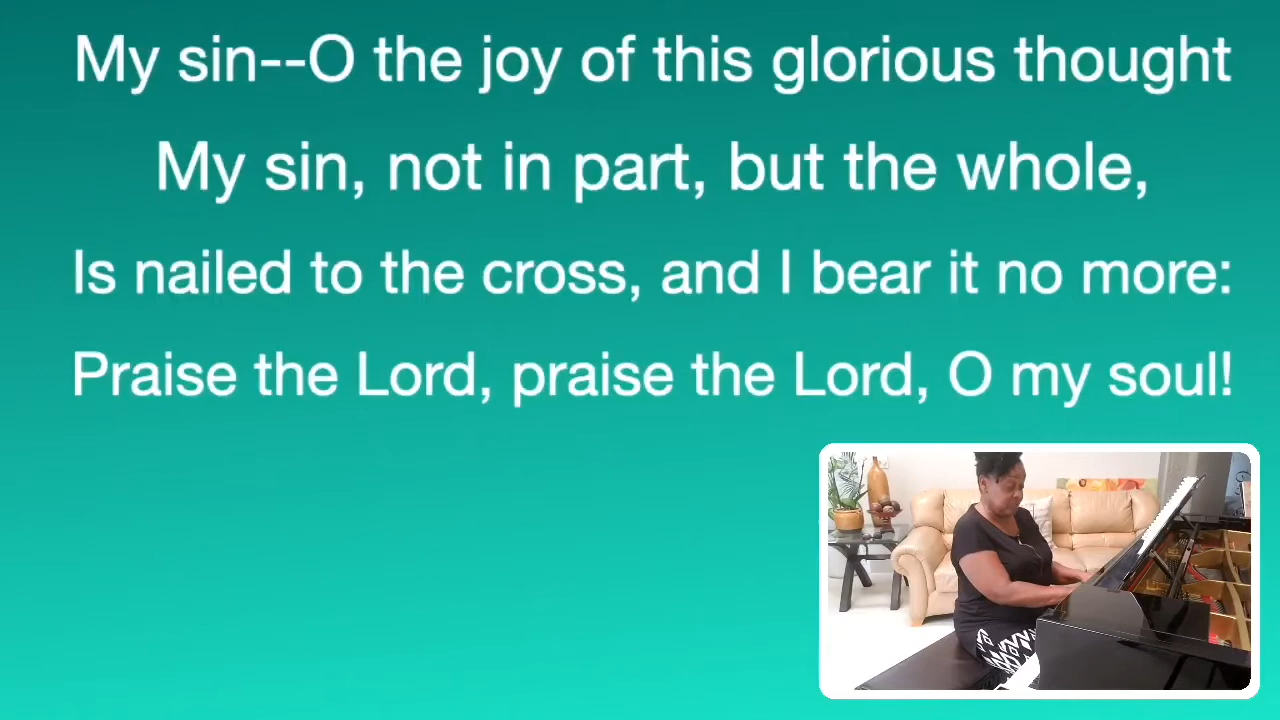 My sin--O the joy of this glorious thought
My sin, not in part, but the whole,
Is nailed to the cross, and I bear it no more:
Praise the Lord, praise the Lord, O my soul!